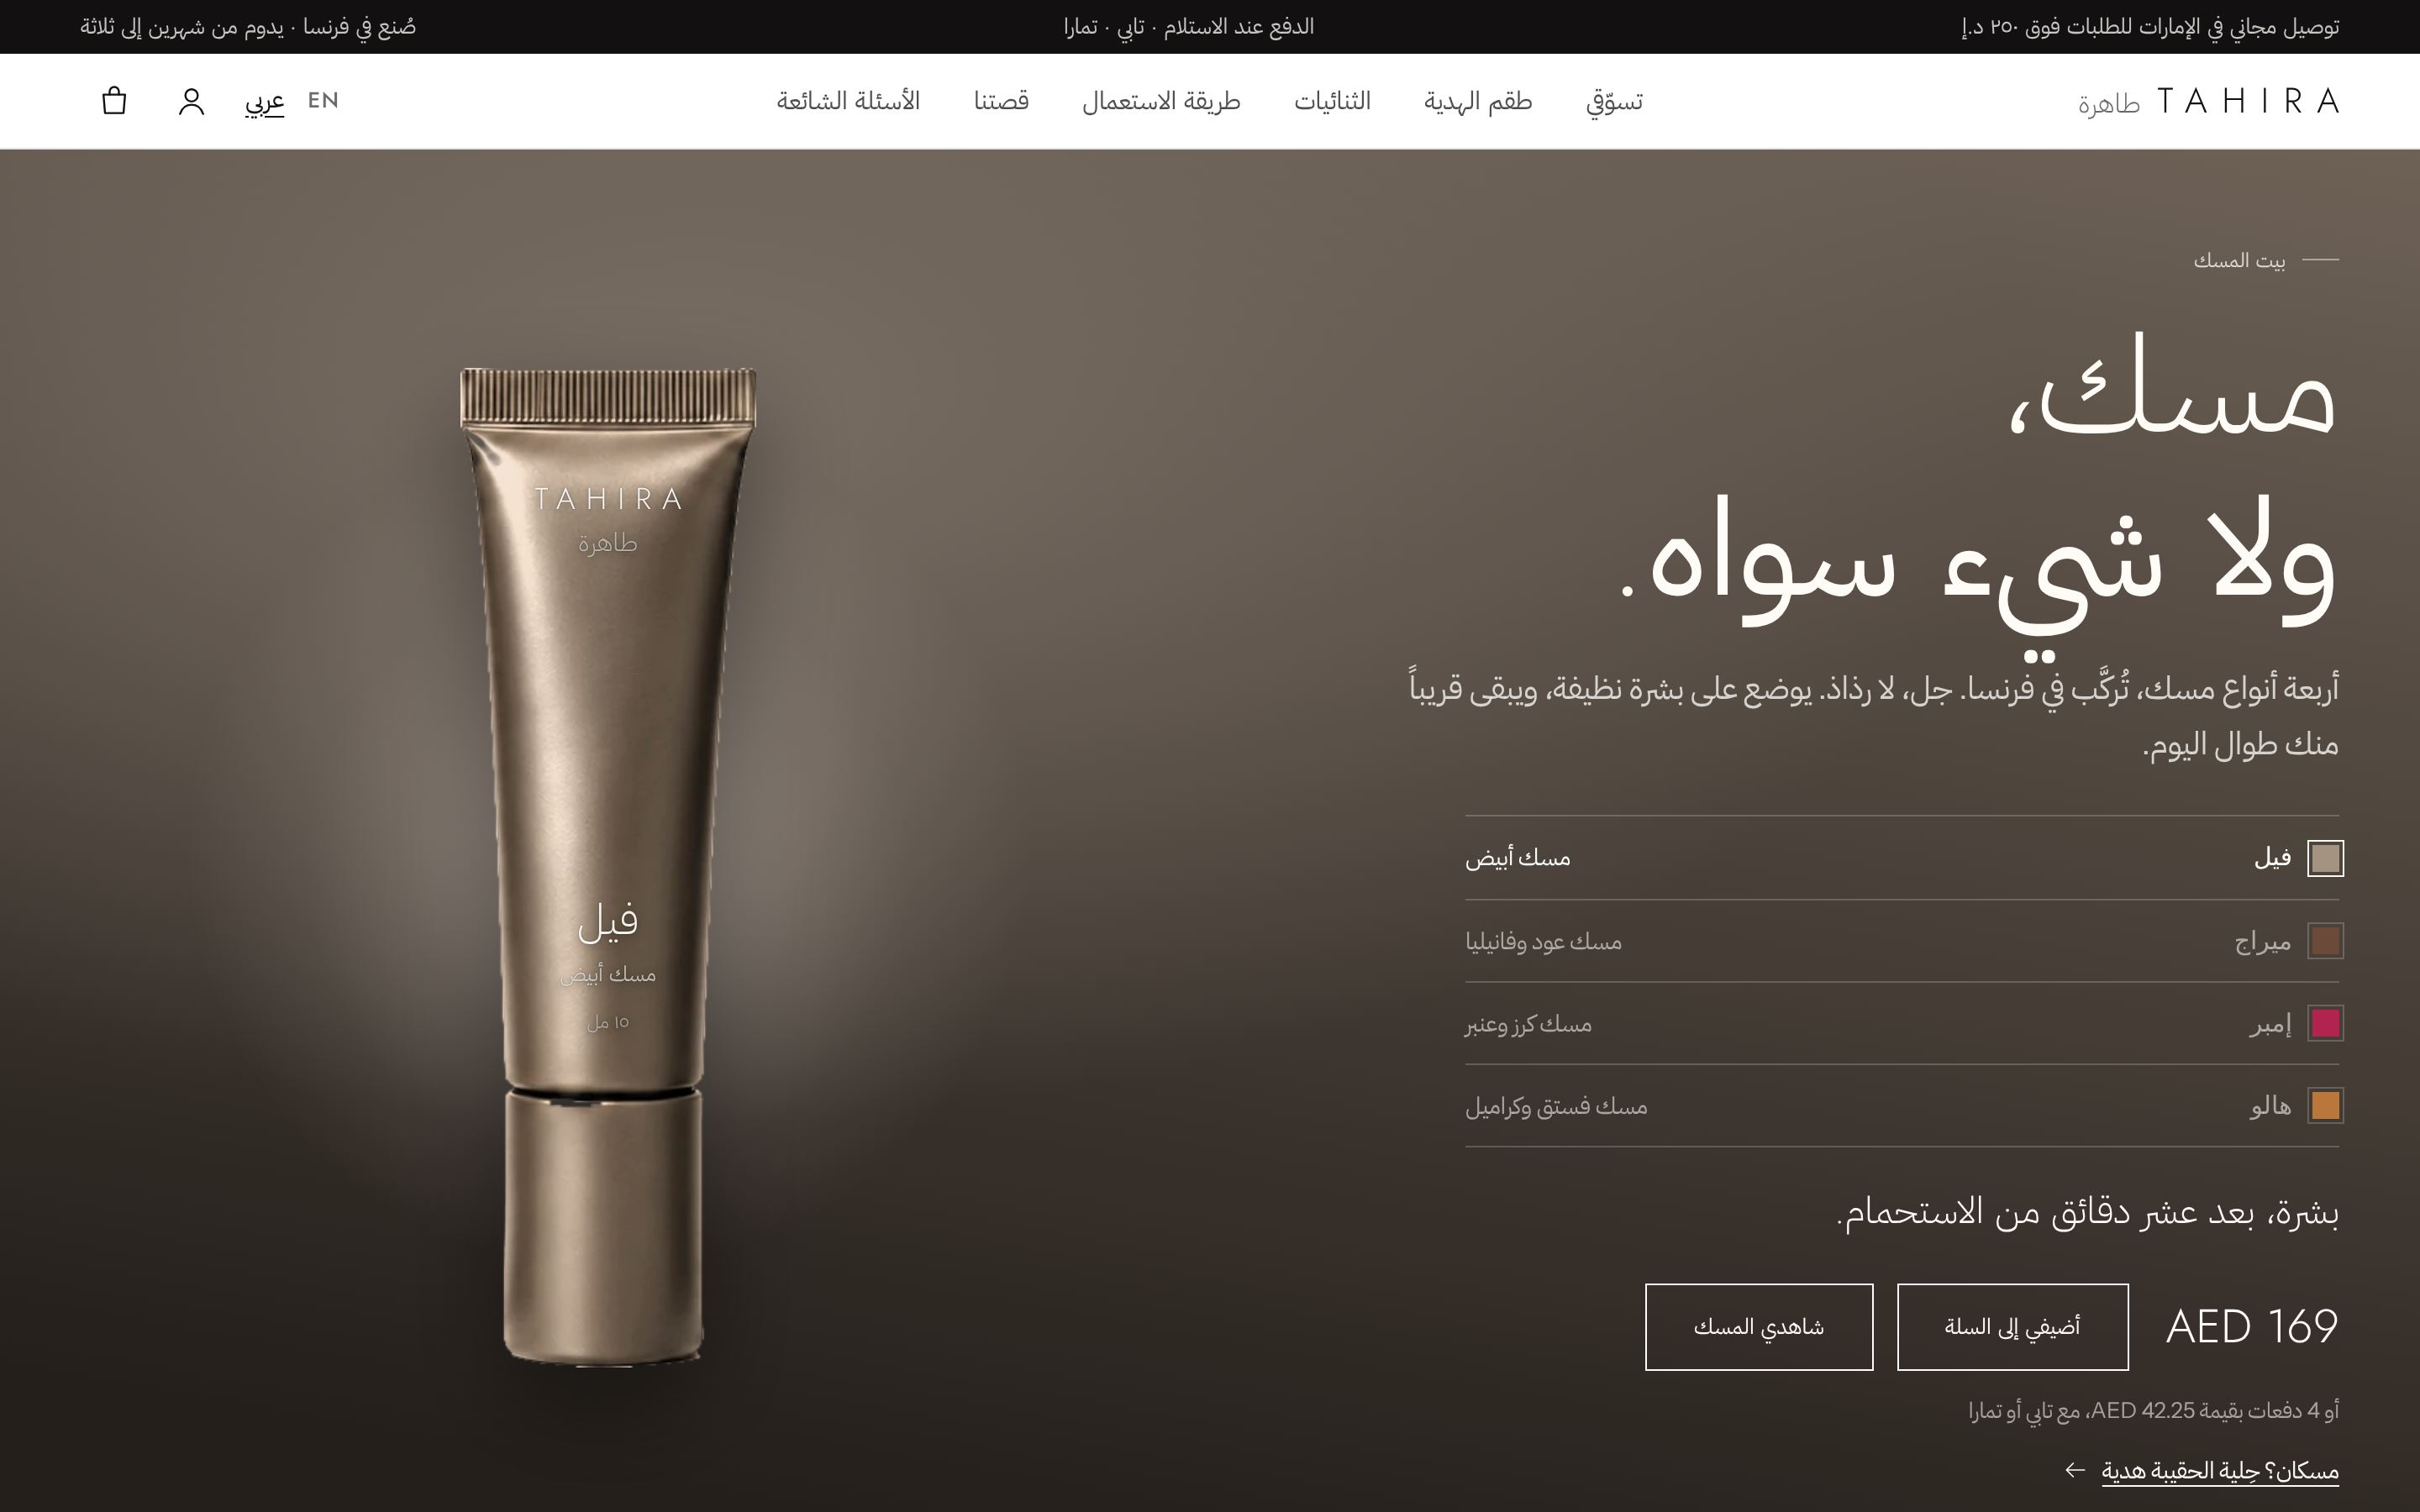 توصيل مجاني في الإمارات للطلبات فوق ٢٥٠ د.إ
الدفع عند الاستلام · تابي · تمارا
صُنع في فرنسا · يدوم من شهرين إلى ثلاثة
TAHIRA طاهرة
تسوّقي طقم الهدية الثنائيات طريقة الاستعمال قصتنا الأسئلة الشائعة
EN عربي
بيت المسك
مسك،
ولا شيء سواه.
أربعة أنواع مسك، تُركَّب في فرنسا. جل، لا رذاذ. يوضع على بشرة نظيفة، ويبقى قريباً
منك طوال اليوم.
فيل مسك أبيض
ميراج مسك عود وفانيليا
إمبر مسك كرز وعنبر
هالو مسك فستق وكراميل
بشرة، بعد عشر دقائق من الاستحمام.
AED 169
أضيفي إلى السلة
شاهدي المسك
أو 4 دفعات بقيمة AED 42.25، مع تابي أو تمارا
مسكان؟ حِلية الحقيبة هدية ←
TAHIRA
طاهرة
فيل
مسك أبيض
١٥ مل